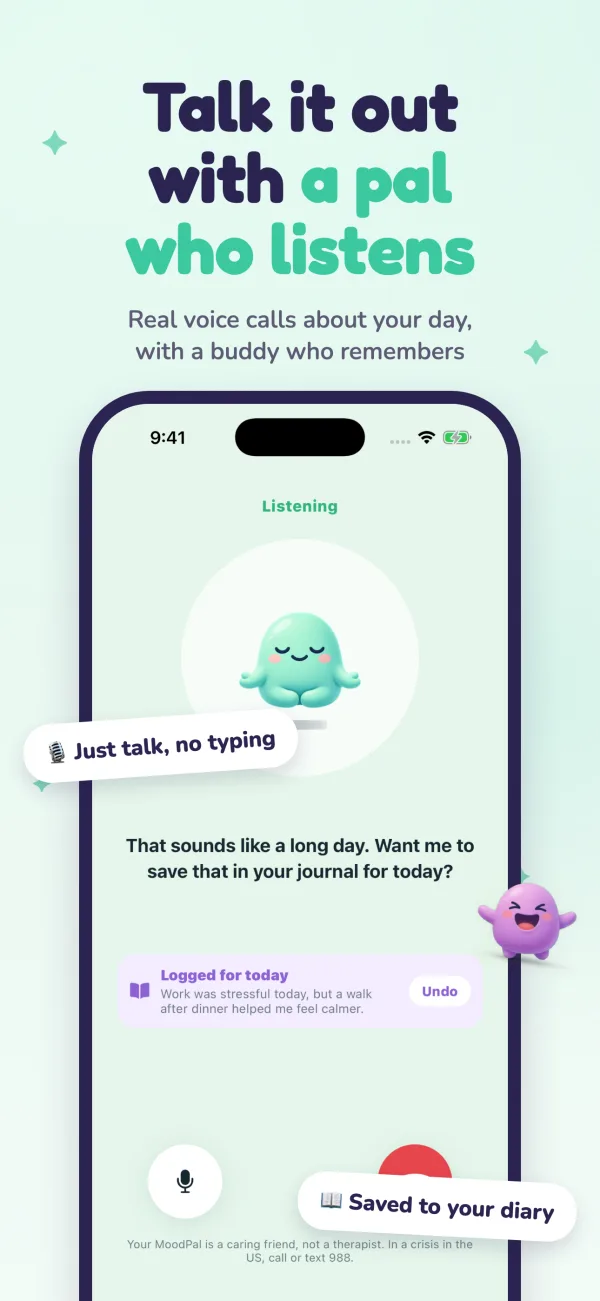 Talk it out
with a pal
who listens
Real voice calls about your day,
with a buddy who remembers
9:41
Listening
Just talk, no typing
That sounds like a long day. Want me to
save that in your journal for today?
Logged for today
Work was stressful today, but a walk
after dinner helped me feel calmer.
Undo
Saved to your diary
Your MoodPal is a caring friend, not a therapist. In a crisis in the
US, call or text 988.